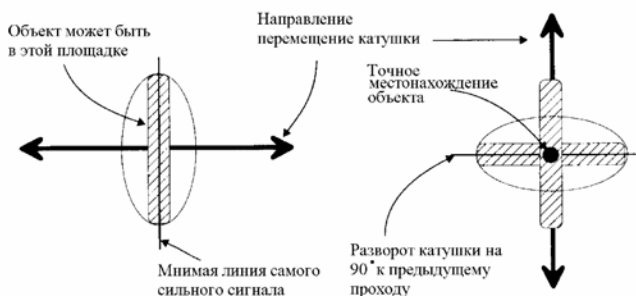 Объект может быть
в этой площадке
Направление
перемещение катушки
Точное
местонахождение
объекта
Мнимая линия самого
сильного сигнала
Разворот катушки на
90° к предыдущему
проходу